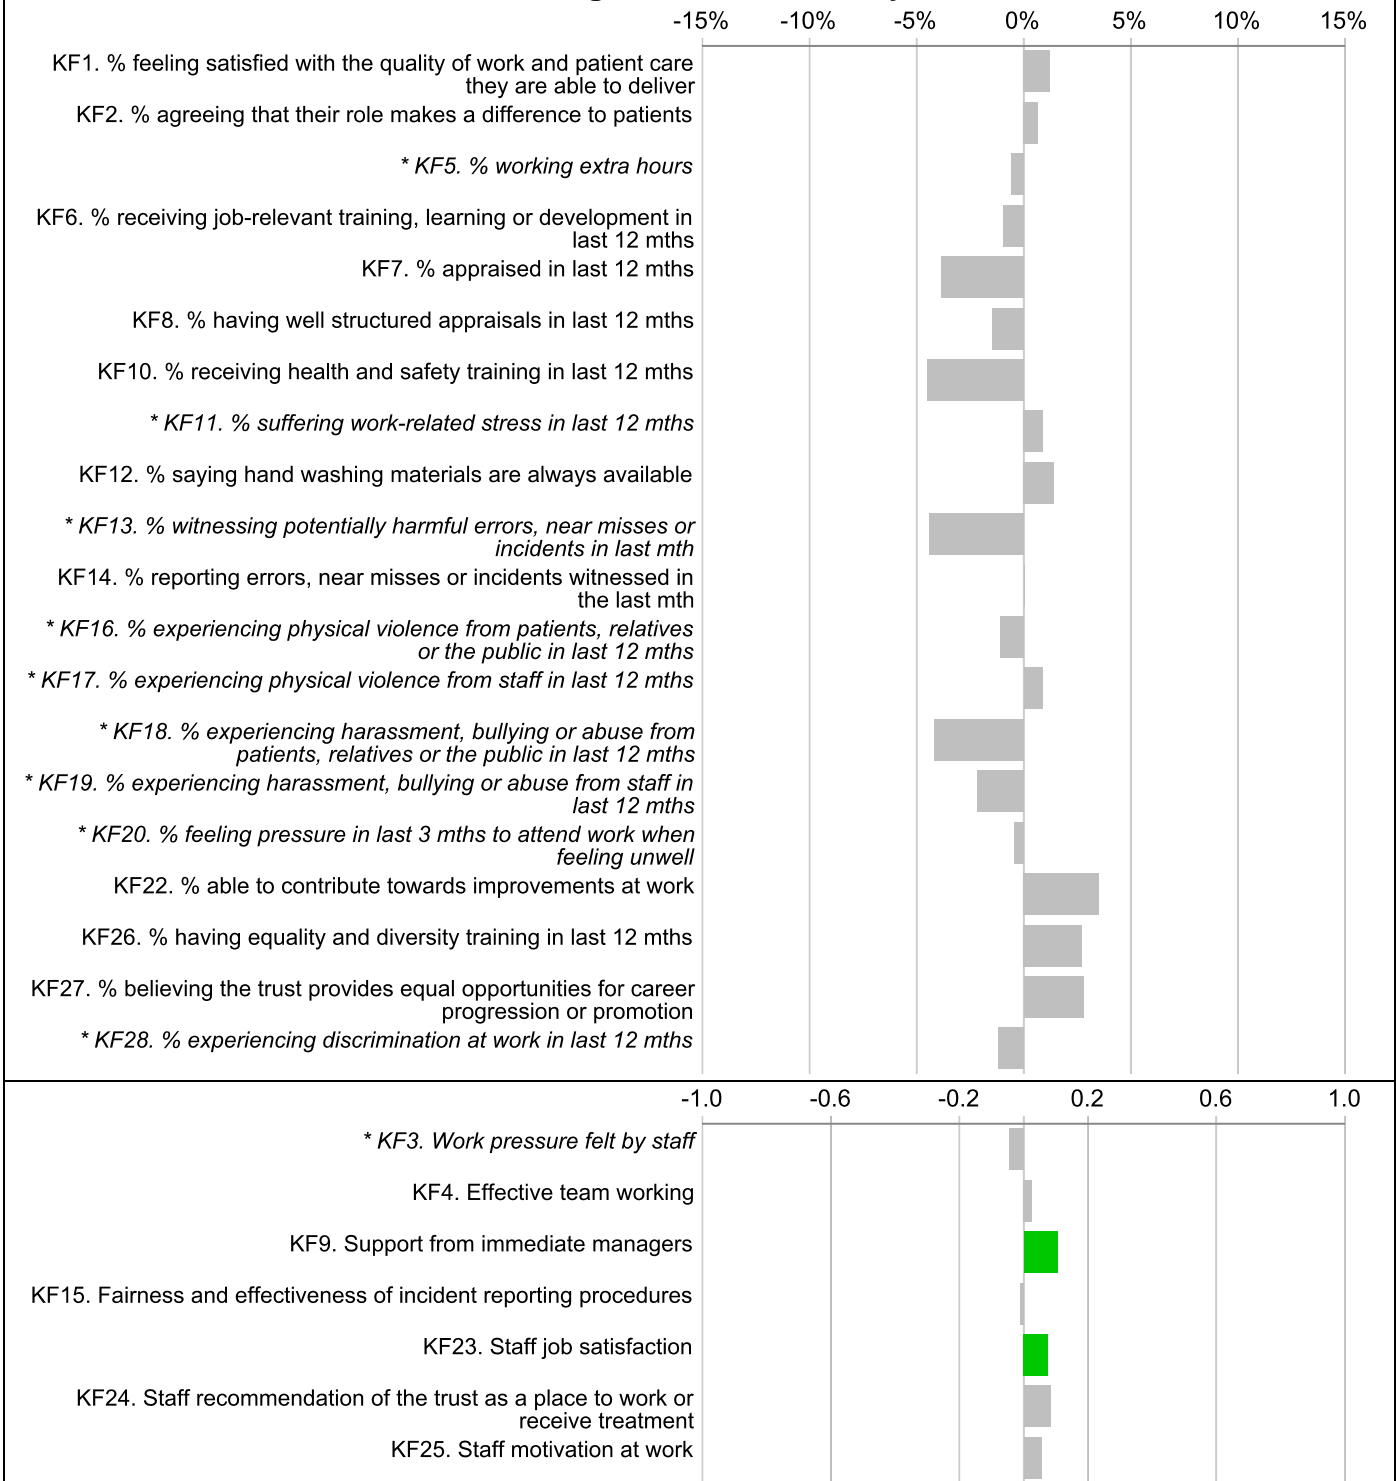 -15% -10% -5% 0% 5% 10% 15%
KF1. % feeling satisfied with the quality of work and patient care
they are able to deliver
KF2. % agreeing that their role makes a difference to patients
* KF5. % working extra hours
KF6. % receiving job-relevant training, learning or development in
last 12 mths
KF7. % appraised in last 12 mths
KF8. % having well structured appraisals in last 12 mths
KF10. % receiving health and safety training in last 12 mths
* KF11. % suffering work-related stress in last 12 mths
KF12. % saying hand washing materials are always available
* KF13. % witnessing potentially harmful errors, near misses or
incidents in last mth
KF14. % reporting errors, near misses or incidents witnessed in
the last mth
* KF16. % experiencing physical violence from patients, relatives
or the public in last 12 mths
* KF17. % experiencing physical violence from staff in last 12 mths
* KF18. % experiencing harassment, bullying or abuse from
patients, relatives or the public in last 12 mths
* KF19. % experiencing harassment, bullying or abuse from staff in
last 12 mths
* KF20. % feeling pressure in last 3 mths to attend work when
feeling unwell
KF22. % able to contribute towards improvements at work
KF26. % having equality and diversity training in last 12 mths
KF27. % believing the trust provides equal opportunities for career
progression or promotion
* KF28. % experiencing discrimination at work in last 12 mths
-1.0 -0.6 -0.2 0.2 0.6 1.0
* KF3. Work pressure felt by staff
KF4. Effective team working
KF9. Support from immediate managers
KF15. Fairness and effectiveness of incident reporting procedures
KF23. Staff job satisfaction
KF24. Staff recommendation of the trust as a place to work or
receive treatment
KF25. Staff motivation at work